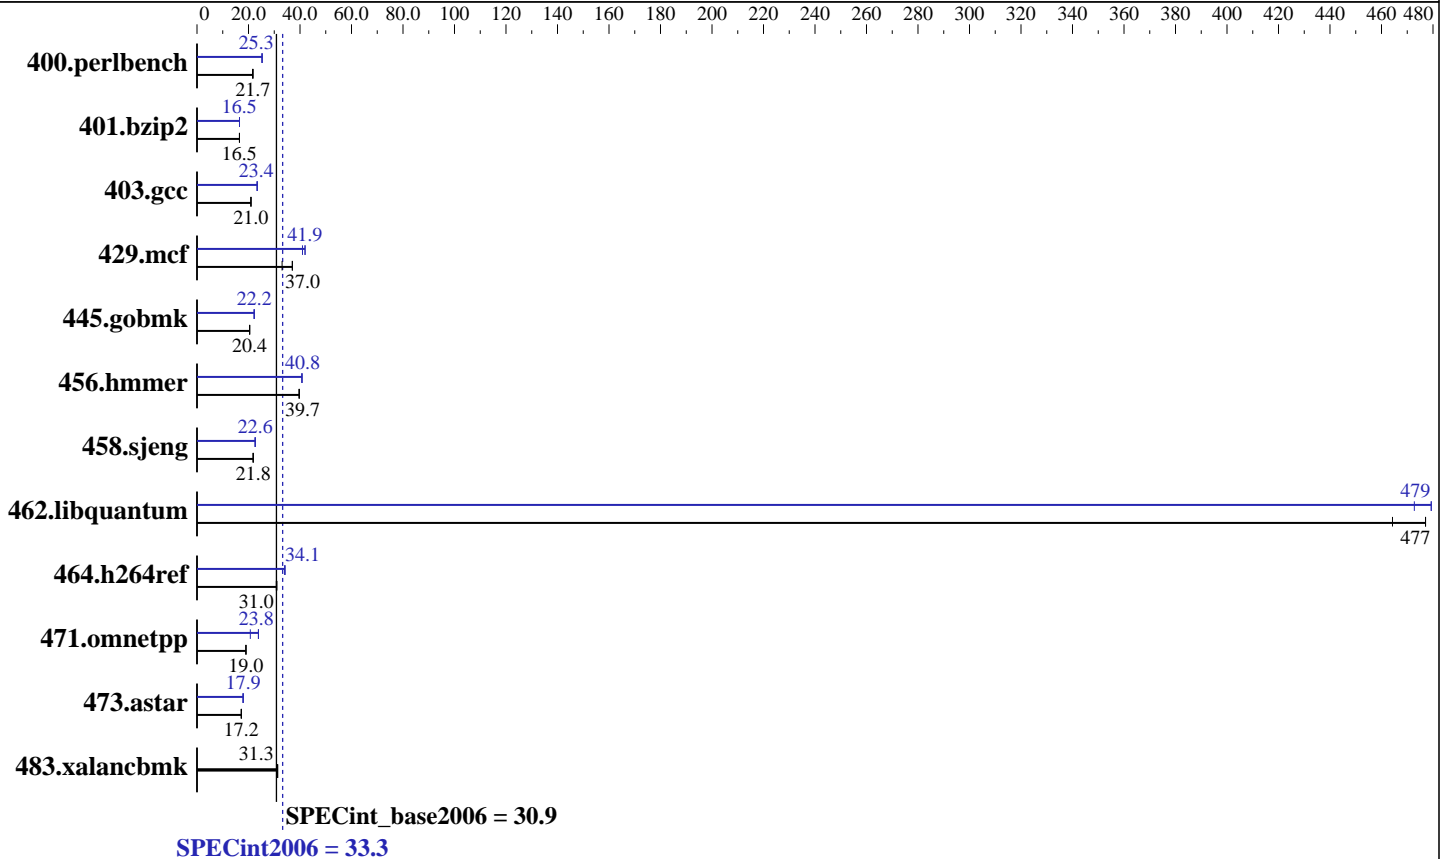 0 20.0 40.0 60.0 80.0 100 120 140 160 180 200 220 240 260 280 300 320 340 360 380 400 420 440 460 480
25.3
400.perlbench
21.7
16.5
401.bzip2
16.5
23.4
403.gcc
21.0
41.9
429.mcf
37.0
22.2
445.gobmk
20.4
40.8
456.hmmer
39.7
22.6
458.sjeng
21.8
479
462.libquantum
477
34.1
464.h264ref
31.0
23.8
471.omnetpp
19.0
17.9
473.astar
17.2
31.3
483.xalancbmk
SPECint_base2006 = 30.9
SPECint2006 = 33.3